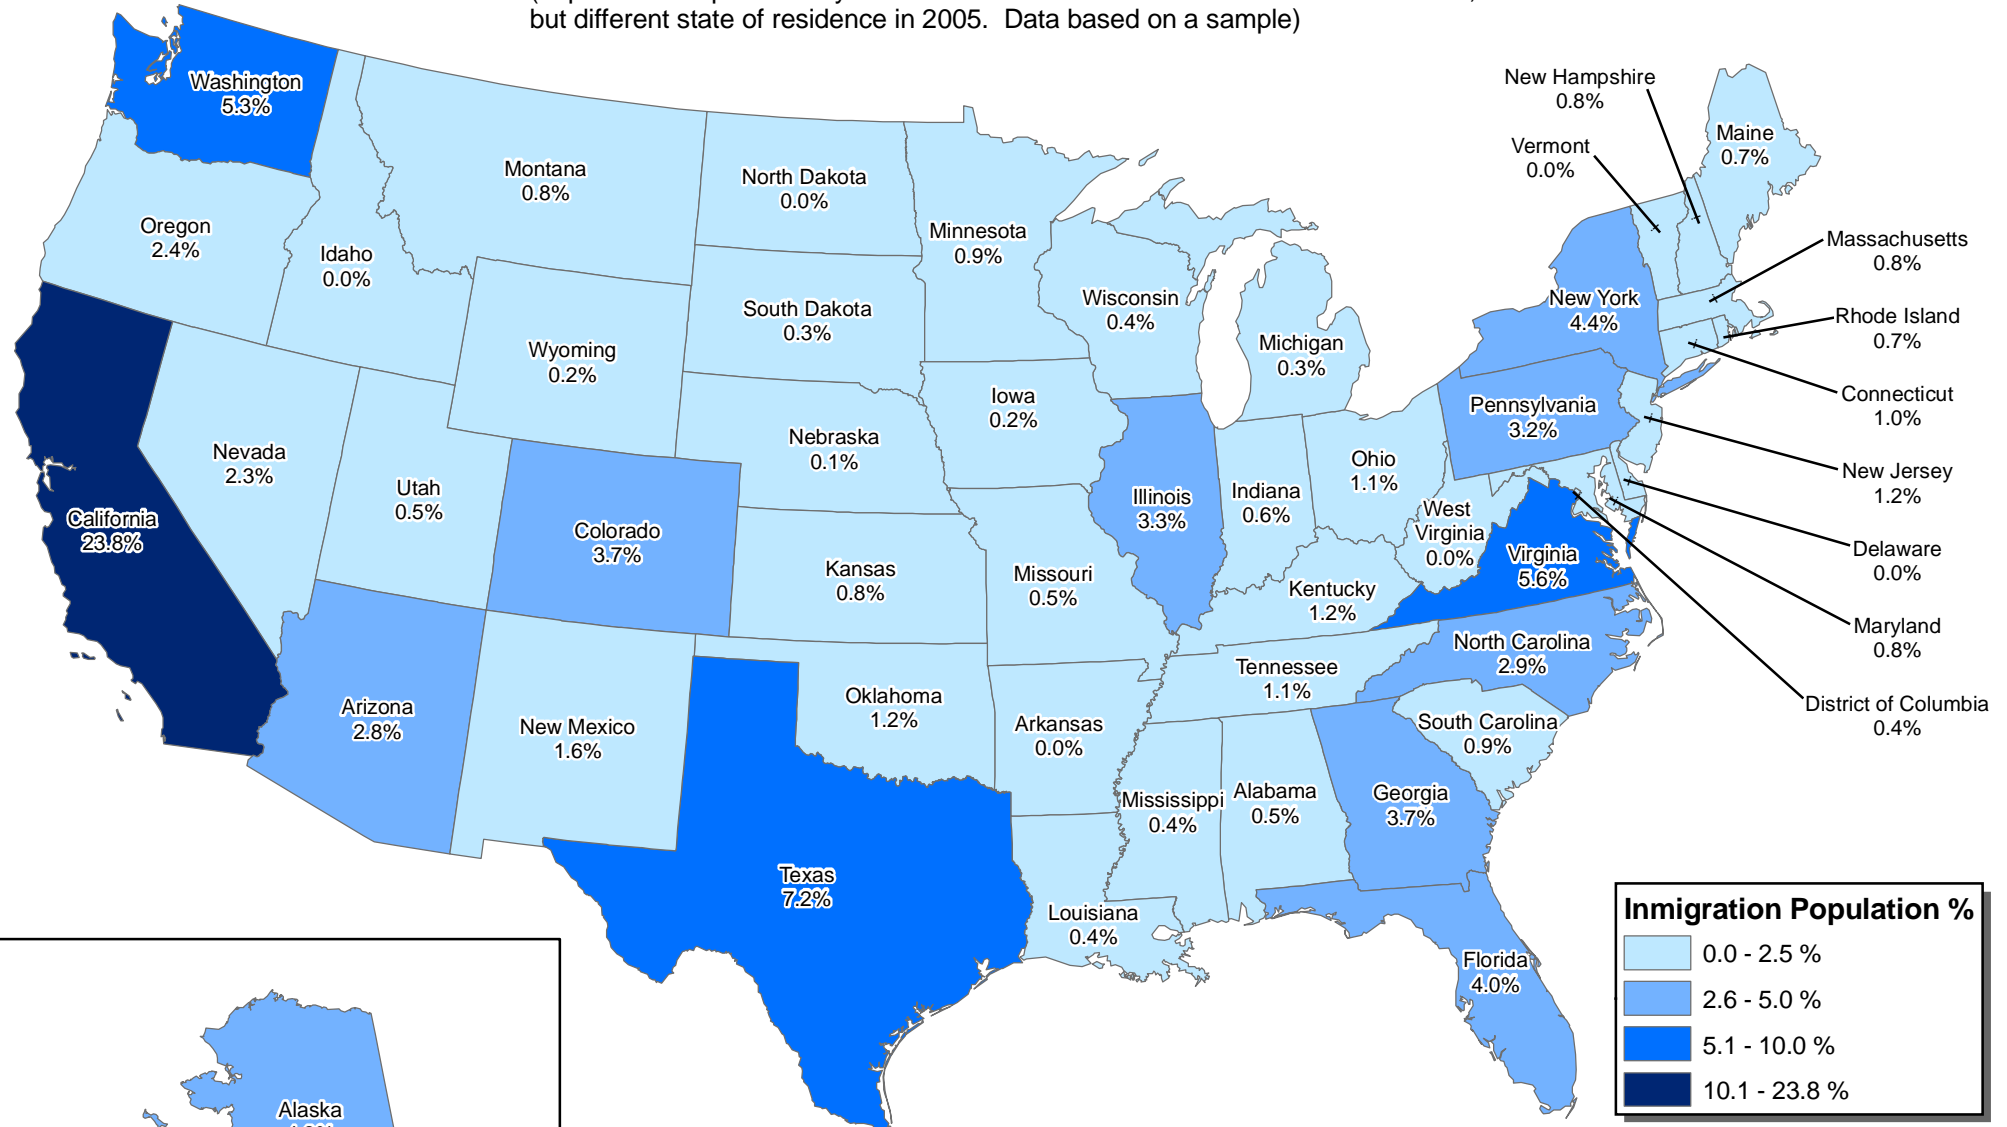 but different state of residence in 2005.  Data based on a sample)
Washington
5.3%
New Hampshire
0.8%
Vermont
0.0%
Maine
0.7%
Montana
0.8%
North Dakota
0.0%
Minnesota
0.9%
Oregon
2.4%
Idaho
0.0%
Massachusetts
0.8%
Wisconsin
0.4%
New York
4.4%
South Dakota
0.3%
Rhode Island
0.7%
Wyoming
0.2%
Michigan
0.3%
Iowa
0.2%
Connecticut
1.0%
Pennsylvania
3.2%
Nebraska
0.1%
Nevada
2.3%
Ohio
1.1%
New Jersey
1.2%
Utah
0.5%
Illinois
3.3%
Indiana
0.6%
California
23.8%
Colorado
3.7%
West
Virginia
0.0%
Virginia
5.6%
Delaware
0.0%
Kansas
0.8%
Missouri
0.5%
Kentucky
1.2%
Maryland
0.8%
North Carolina
2.9%
Tennessee
1.1%
District of Columbia
0.4%
Oklahoma
1.2%
Arizona
2.8%
New Mexico
1.6%
Arkansas
0.0%
South Carolina
0.9%
Mississippi
0.4%
Alabama
0.5%
Georgia
3.7%
Texas
7.2%
Louisiana
0.4%
Florida
4.0%
Inmigration Population %
0.0 - 2.5 %
2.6 - 5.0 %
5.1 - 10.0 %
10.1 - 23.8 %
Alaska